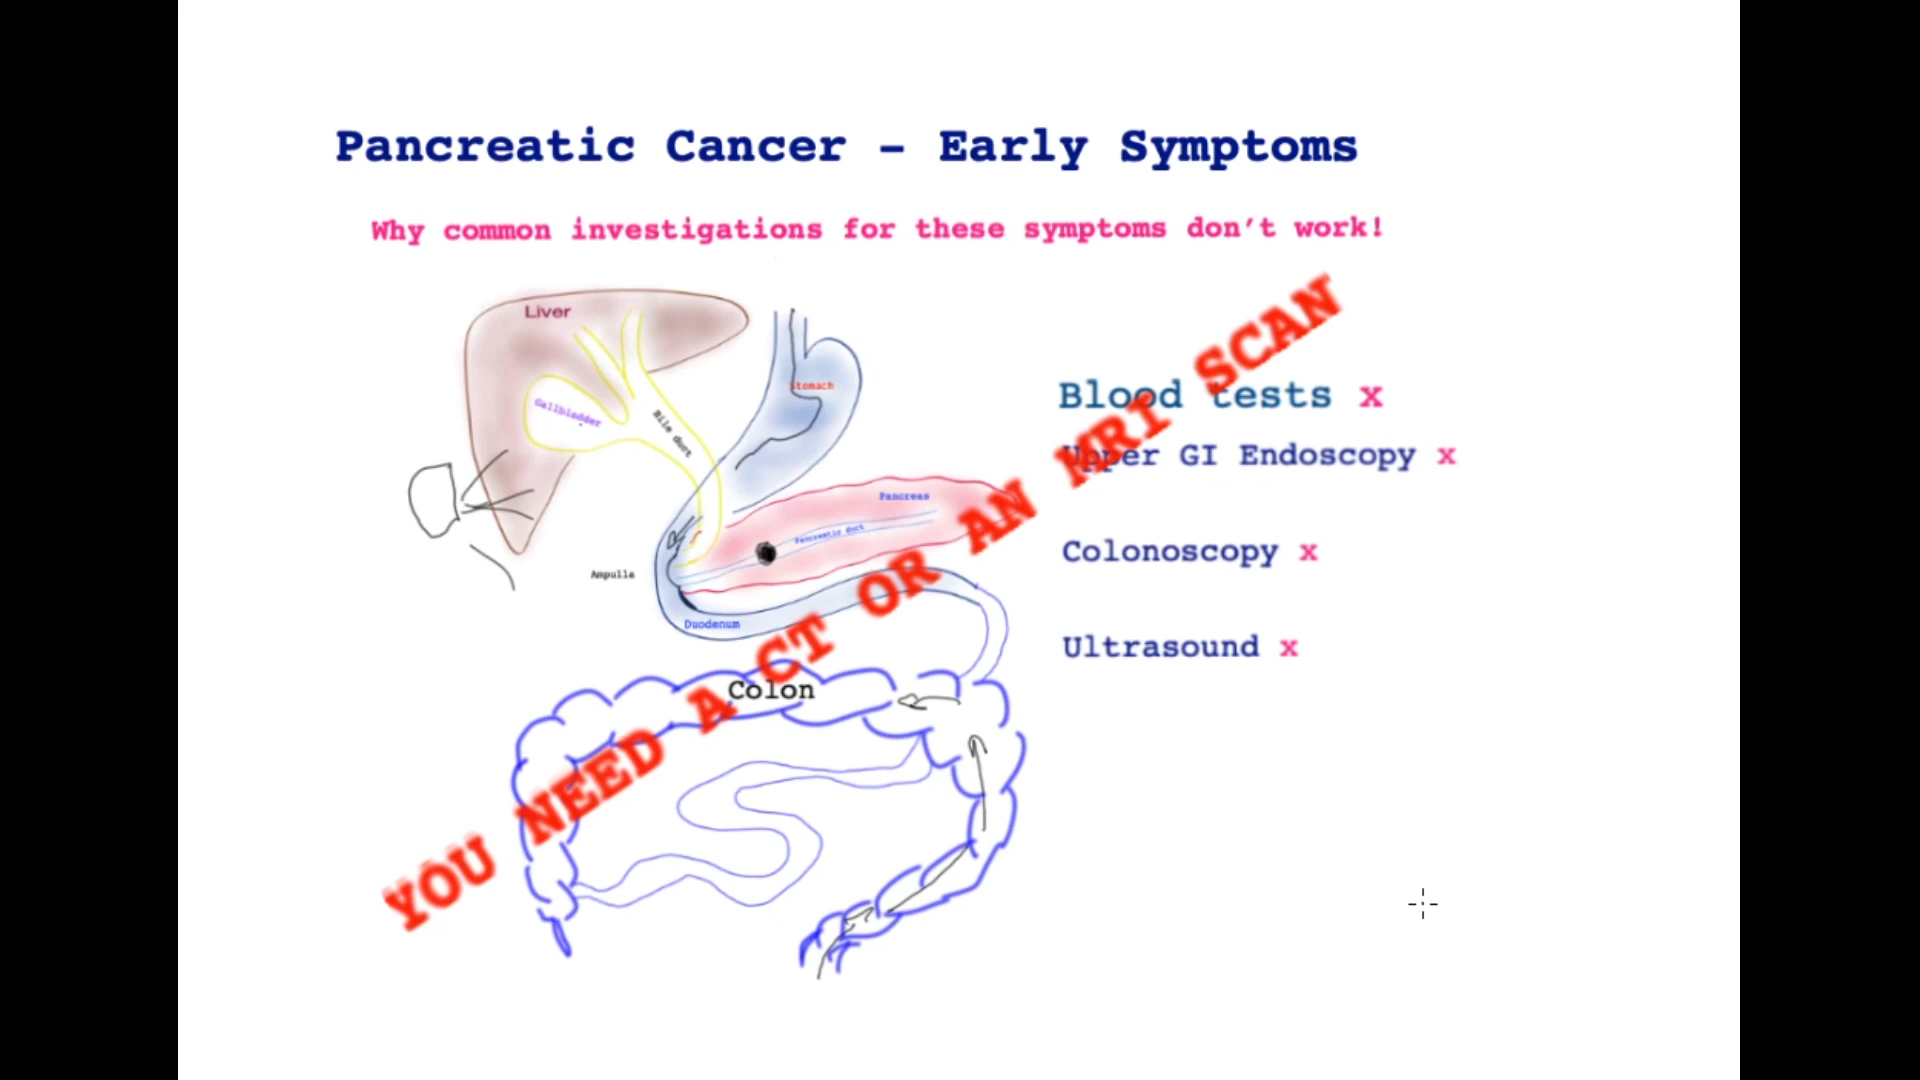 Pancreatic Cancer – Early Symptoms
Why common investigations for these symptoms don’t work!
Liver
Stomach
Gallbladder
Bile duct
Pancreas
Pancreatic duct
Ampulla
Duodenum
Colon
Blood tests x
Upper GI Endoscopy x
Colonoscopy x
Ultrasound x
YOU NEED A CT OR AN MRI SCAN